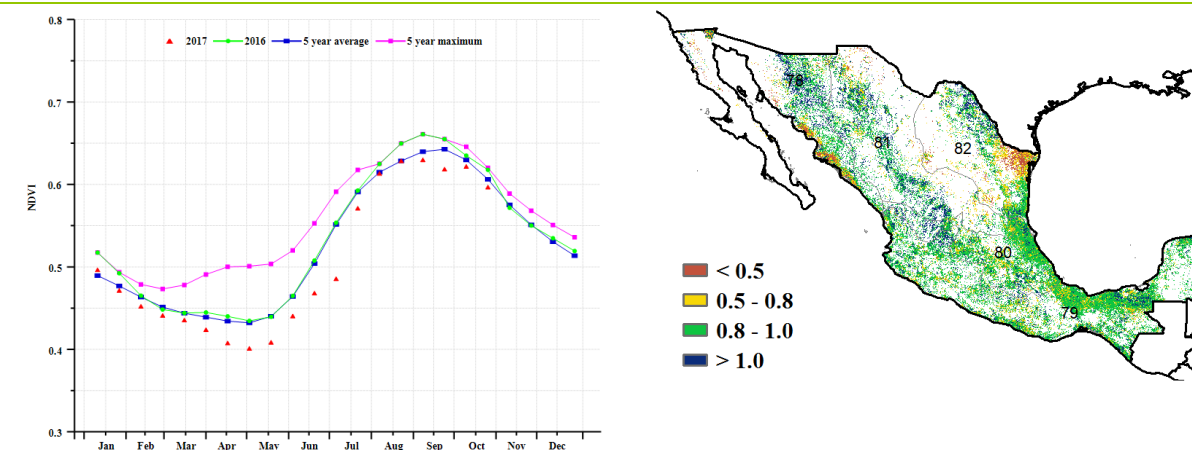 0.8
2017 2016 5 year average 5 year maximum
0.7
0.6
NDVI
0.5
0.4
0.3
Jan Feb Mar Apr May Jun Jul Aug Sep Oct Nov Dec
78
81
82
80
79
< 0.5
0.5 - 0.8
0.8 - 1.0
> 1.0